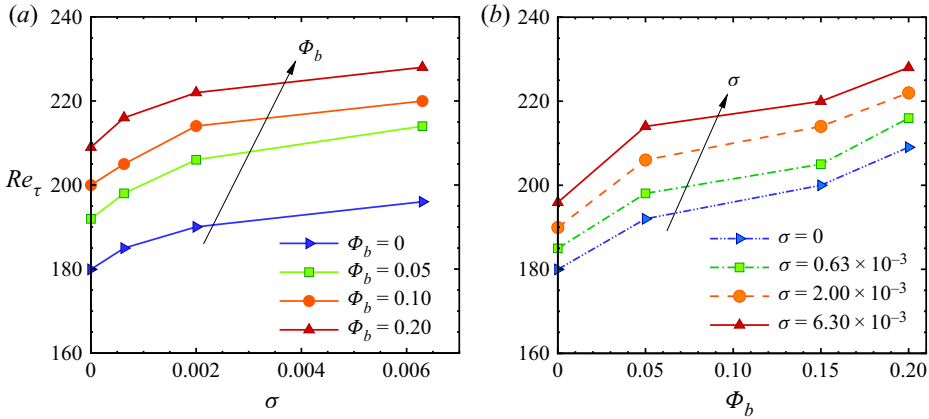 (a)
240
220
200
180
160
Re_τ
0
0.002
0.004
0.006
σ
Φ_b
Φ_b = 0
Φ_b = 0.05
Φ_b = 0.10
Φ_b = 0.20
(b)
240
220
200
180
160
0
0.05
0.10
0.15
0.20
Φ_b
σ
σ = 0
σ = 0.63 × 10⁻³
σ = 2.00 × 10⁻³
σ = 6.30 × 10⁻³